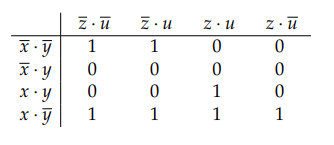 z̅ · u̅ z̅ · u z · u z · u̅
x̅ · y̅ 1 1 0 0
x̅ · y 0 0 0 0
x · y 0 0 1 0
x · y̅ 1 1 1 1